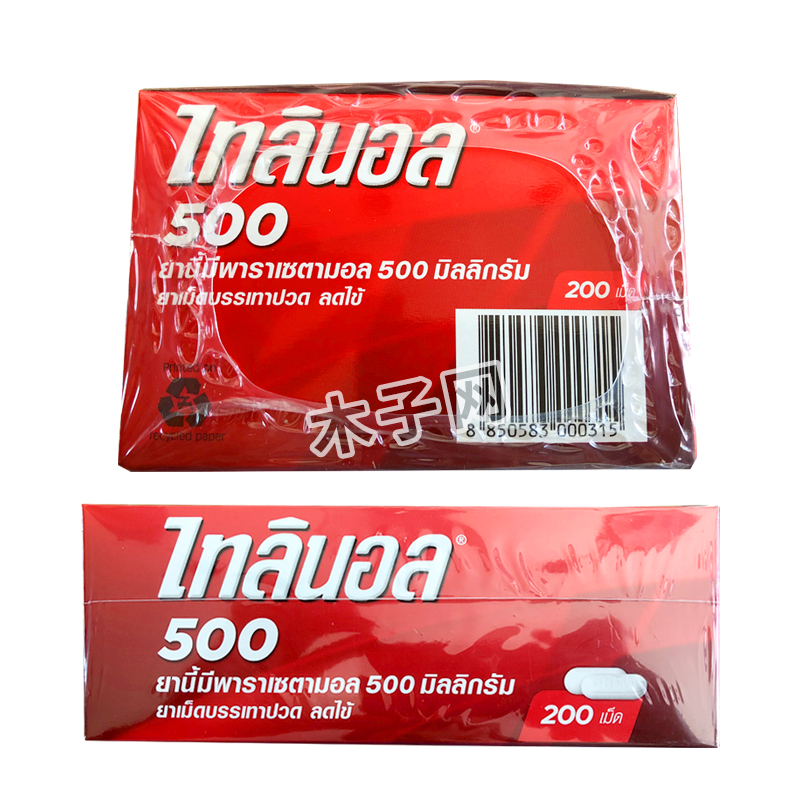 ไทลินอล®
500
ยานี้มีพาราเซตามอล 500 มิลลิกรัม
ยาเม็ดบรรเทาปวด ลดไข้
200 เม็ด
Printed on
recycled paper
木子网
8 850583 000315
ไทลินอล®
500
ยานี้มีพาราเซตามอล 500 มิลลิกรัม
ยาเม็ดบรรเทาปวด ลดไข้
200 เม็ด